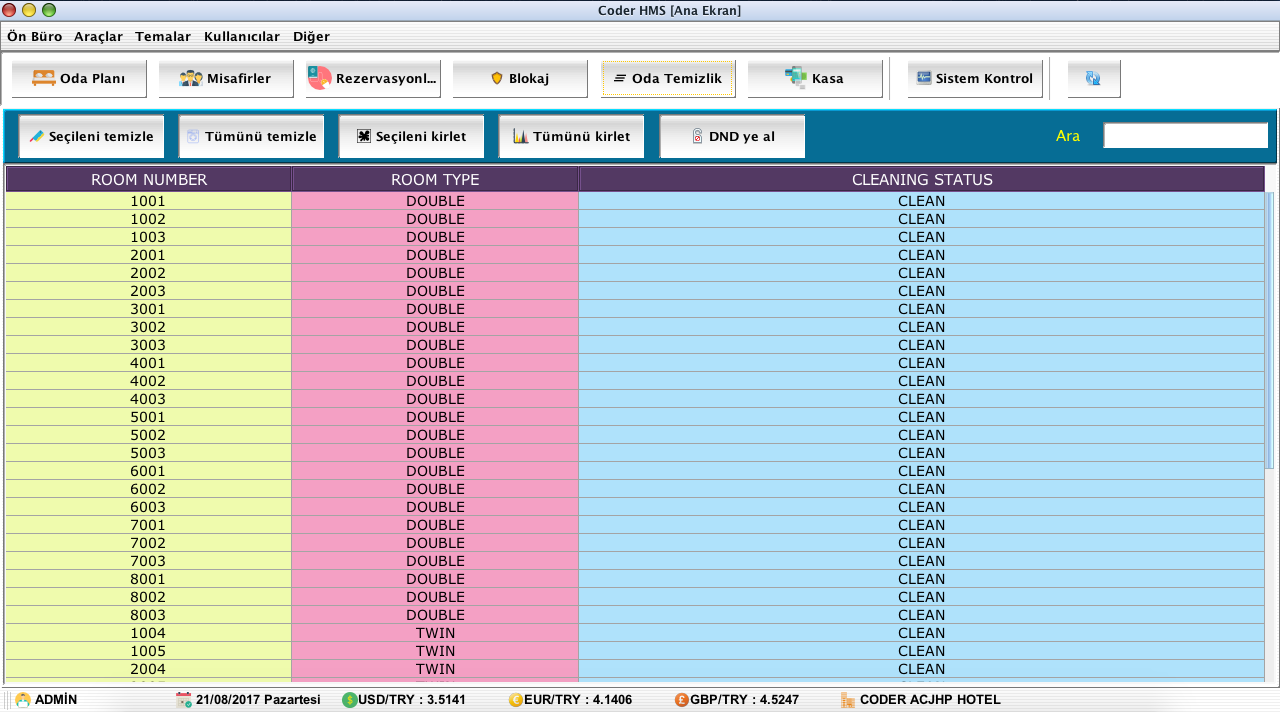 Coder HMS [Ana Ekran]
Ön Büro Araçlar Temalar Kullanıcılar Diğer
Oda Planı Misafirler Rezervasyonl... Blokaj Oda Temizlik Kasa Sistem Kontrol
Seçileni temizle Tümünü temizle Seçileni kirlet Tümünü kirlet DND ye al Ara
ROOM NUMBER ROOM TYPE CLEANING STATUS
1001 DOUBLE CLEAN
1002 DOUBLE CLEAN
1003 DOUBLE CLEAN
2001 DOUBLE CLEAN
2002 DOUBLE CLEAN
2003 DOUBLE CLEAN
3001 DOUBLE CLEAN
3002 DOUBLE CLEAN
3003 DOUBLE CLEAN
4001 DOUBLE CLEAN
4002 DOUBLE CLEAN
4003 DOUBLE CLEAN
5001 DOUBLE CLEAN
5002 DOUBLE CLEAN
5003 DOUBLE CLEAN
6001 DOUBLE CLEAN
6002 DOUBLE CLEAN
6003 DOUBLE CLEAN
7001 DOUBLE CLEAN
7002 DOUBLE CLEAN
7003 DOUBLE CLEAN
8001 DOUBLE CLEAN
8002 DOUBLE CLEAN
8003 DOUBLE CLEAN
1004 TWIN CLEAN
1005 TWIN CLEAN
2004 TWIN CLEAN
ADMİN 21/08/2017 Pazartesi USD/TRY : 3.5141 EUR/TRY : 4.1406 GBP/TRY : 4.5247 CODER ACJHP HOTEL